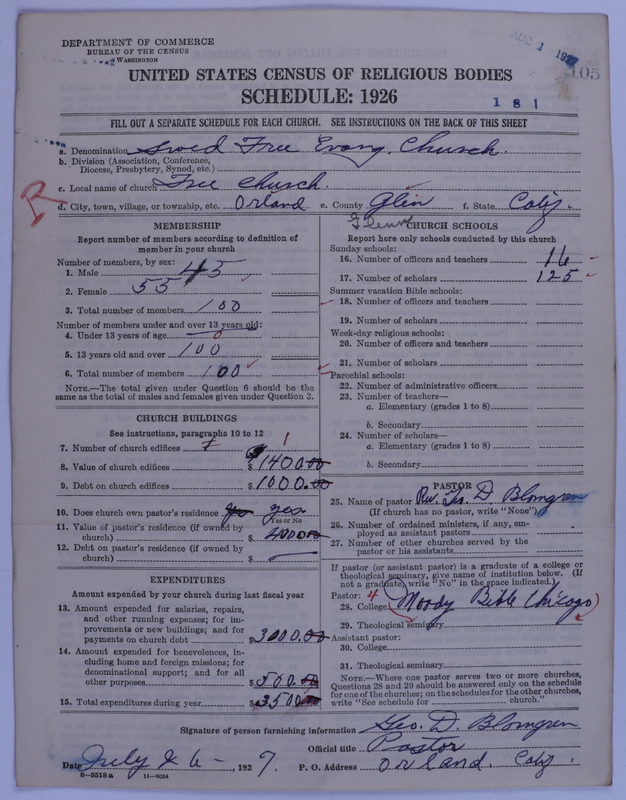 DEPARTMENT OF COMMERCE
BUREAU OF THE CENSUS
WASHINGTON
AUG 1 192
105
UNITED STATES CENSUS OF RELIGIOUS BODIES
SCHEDULE: 1926
1 8 1
FILL OUT A SEPARATE SCHEDULE FOR EACH CHURCH. SEE INSTRUCTIONS ON THE BACK OF THIS SHEET
a. Denomination Swed Free Evang. Church.
b. Division (Association, Conference, Diocese, Presbytery, Synod, etc.)
c. Local name of church Free Church.
R
d. City, town, village, or township, etc. Orland e. County Glin f. State Calif.
Glenn
MEMBERSHIP
Report number of members according to definition of member in your church
Number of members, by sex:
1. Male 45
2. Female 55
3. Total number of members 100
Number of members under and over 13 years old:
4. Under 13 years of age 0
5. 13 years old and over 100
6. Total number of members 100
NOTE.—The total given under Question 6 should be the same as the total of males and females given under Question 3.
CHURCH BUILDINGS
See instructions, paragraphs 10 to 12
7. Number of church edifices 1
8. Value of church edifices $1400.00
9. Debt on church edifices $1000.00
10. Does church own pastor's residence yes yes
Yes or No
11. Value of pastor's residence (if owned by church) $400000
12. Debt on pastor's residence (if owned by church) $
EXPENDITURES
Amount expended by your church during last fiscal year
13. Amount expended for salaries, repairs, and other running expenses; for improvements or new buildings; and for payments on church debt $3000.00
14. Amount expended for benevolences, including home and foreign missions; for denominational support; and for all other purposes $500.00
15. Total expenditures during year $3500.00
CHURCH SCHOOLS
Report here only schools conducted by this church
Sunday schools:
16. Number of officers and teachers 16
17. Number of scholars 125
Summer vacation Bible schools:
18. Number of officers and teachers
19. Number of scholars
Week-day religious schools:
20. Number of officers and teachers
21. Number of scholars
Parochial schools:
22. Number of administrative officers
23. Number of teachers—
a. Elementary (grades 1 to 8)
b. Secondary
24. Number of scholars—
a. Elementary (grades 1 to 8)
b. Secondary
PASTOR
25. Name of pastor Rev. D Blomgren
(If church has no pastor, write "None")
26. Number of ordained ministers, if any, employed as assistant pastors
27. Number of other churches served by the pastor or his assistants
If pastor (or assistant pastor) is a graduate of a college or theological seminary, give name of institution below. (If not a graduate, write "No" in the space indicated.)
Pastor: 4
28. College Moody Bible Chicago
29. Theological seminary
Assistant pastor:
30. College
31. Theological seminary
NOTE.—Where one pastor serves two or more churches, Questions 28 and 29 should be answered only on the schedule for one of the churches; on the schedules for the other churches, write "See schedule for church."
Signature of person furnishing information Geo. D. Blomgren
Official title Pastor
Date July 26 - , 1927. P. O. Address Orland. Calif.
6-5518a 11-9054